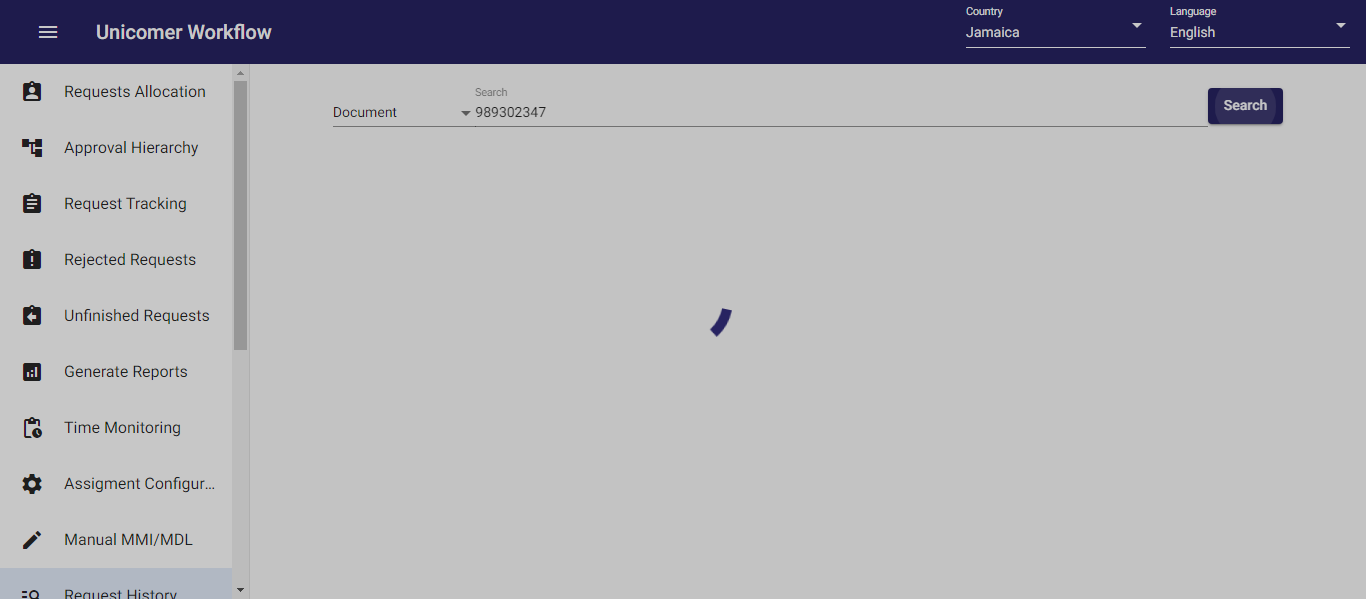 Unicomer Workflow
Country
Jamaica
Language
English
Requests Allocation
Approval Hierarchy
Request Tracking
Rejected Requests
Unfinished Requests
Generate Reports
Time Monitoring
Assigment Configur...
Manual MMI/MDL
Request History
Document
Search
989302347
Search